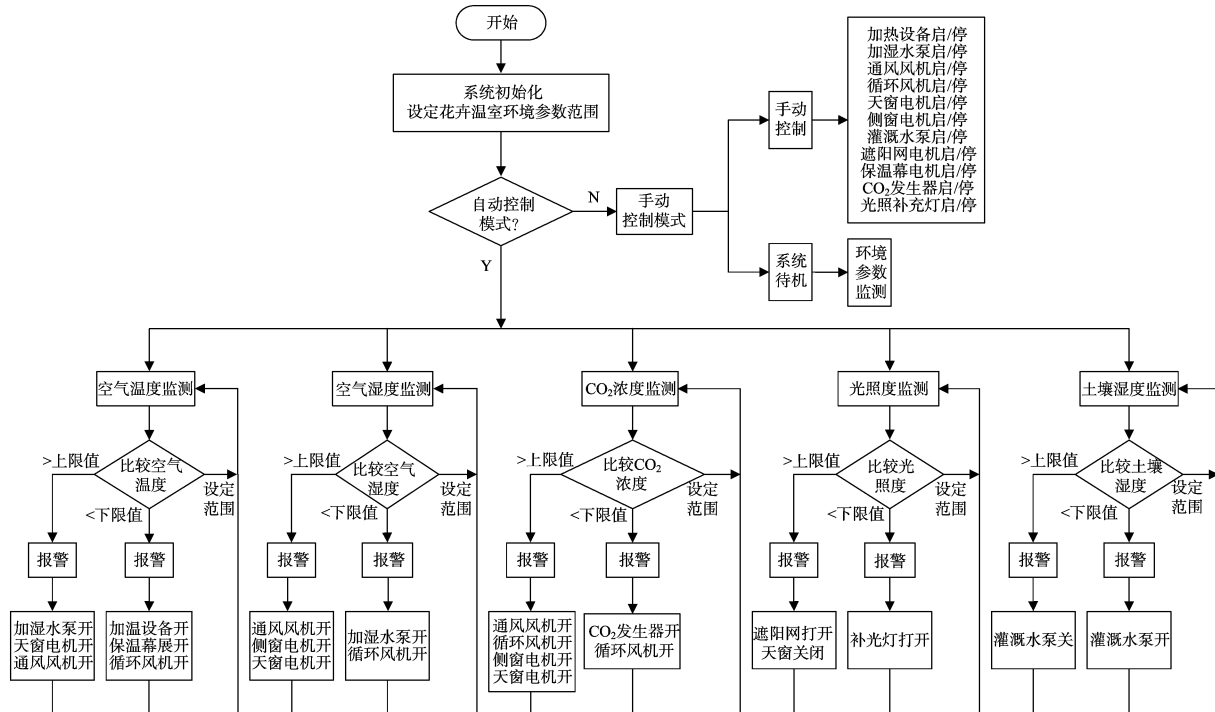 开始
系统初始化
设定花卉温室环境参数范围
自动控制
模式?
N
Y
手动
控制模式
手动
控制
加热设备启/停
加湿水泵启/停
通风风机启/停
循环风机启/停
天窗电机启/停
侧窗电机启/停
灌溉水泵启/停
遮阳网电机启/停
保温幕电机启/停
CO₂发生器启/停
光照补充灯启/停
系统
待机
环境
参数
监测
空气温度监测
比较空气
温度
>上限值
<下限值
设定
范围
报警
报警
加湿水泵开
天窗电机开
通风风机开
加温设备开
保温幕展开
循环风机开
空气湿度监测
比较空气
湿度
>上限值
<下限值
设定
范围
报警
报警
通风风机开
侧窗电机开
天窗电机开
加湿水泵开
循环风机开
CO₂浓度监测
比较CO₂
浓度
>上限值
<下限值
设定
范围
报警
报警
通风风机开
循环风机开
侧窗电机开
天窗电机开
CO₂发生器开
循环风机开
光照度监测
比较光
照度
>上限值
<下限值
设定
范围
报警
报警
遮阳网打开
天窗关闭
补光灯打开
土壤湿度监测
比较土壤
湿度
>上限值
<下限值
设定
范围
报警
报警
灌溉水泵关
灌溉水泵开